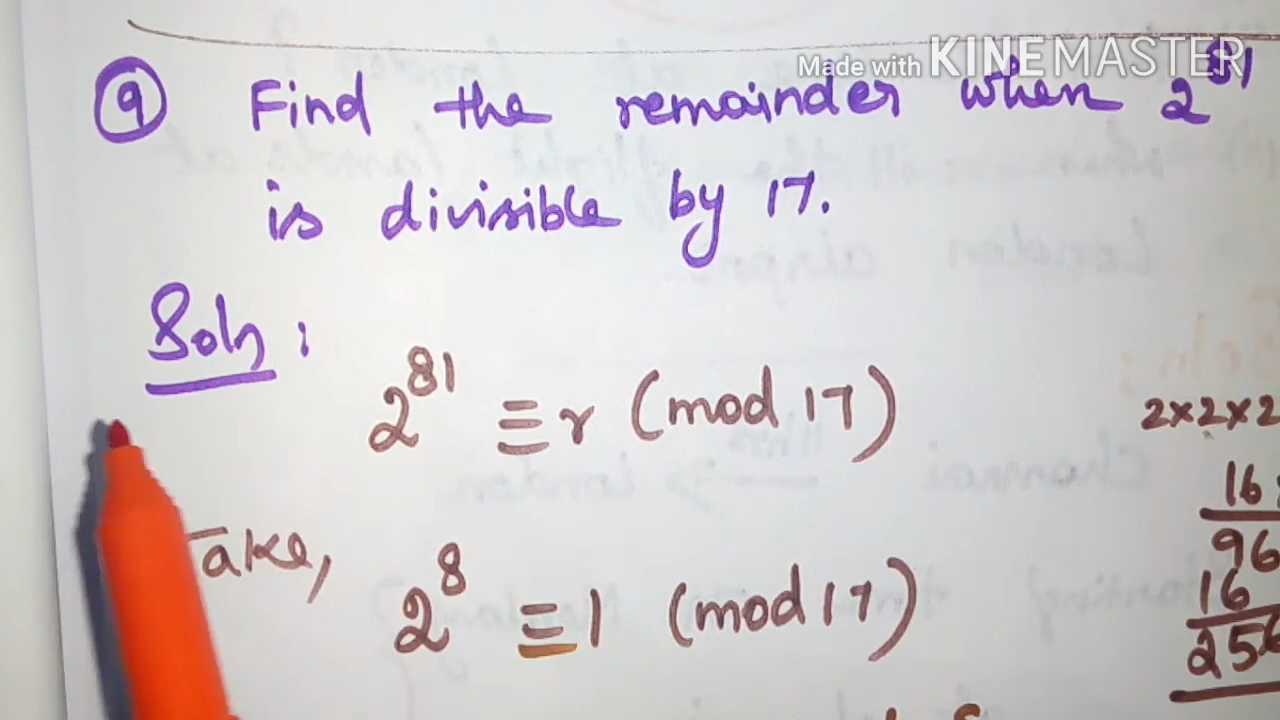 Made with KINEMASTER
9 Find the remainder when 2^81
is divisible by 17.
Soln:
2^81 ≡ r (mod 17)
2×2×2
16
96
Take,
2^8 ≡ 1 (mod 17)
16
256